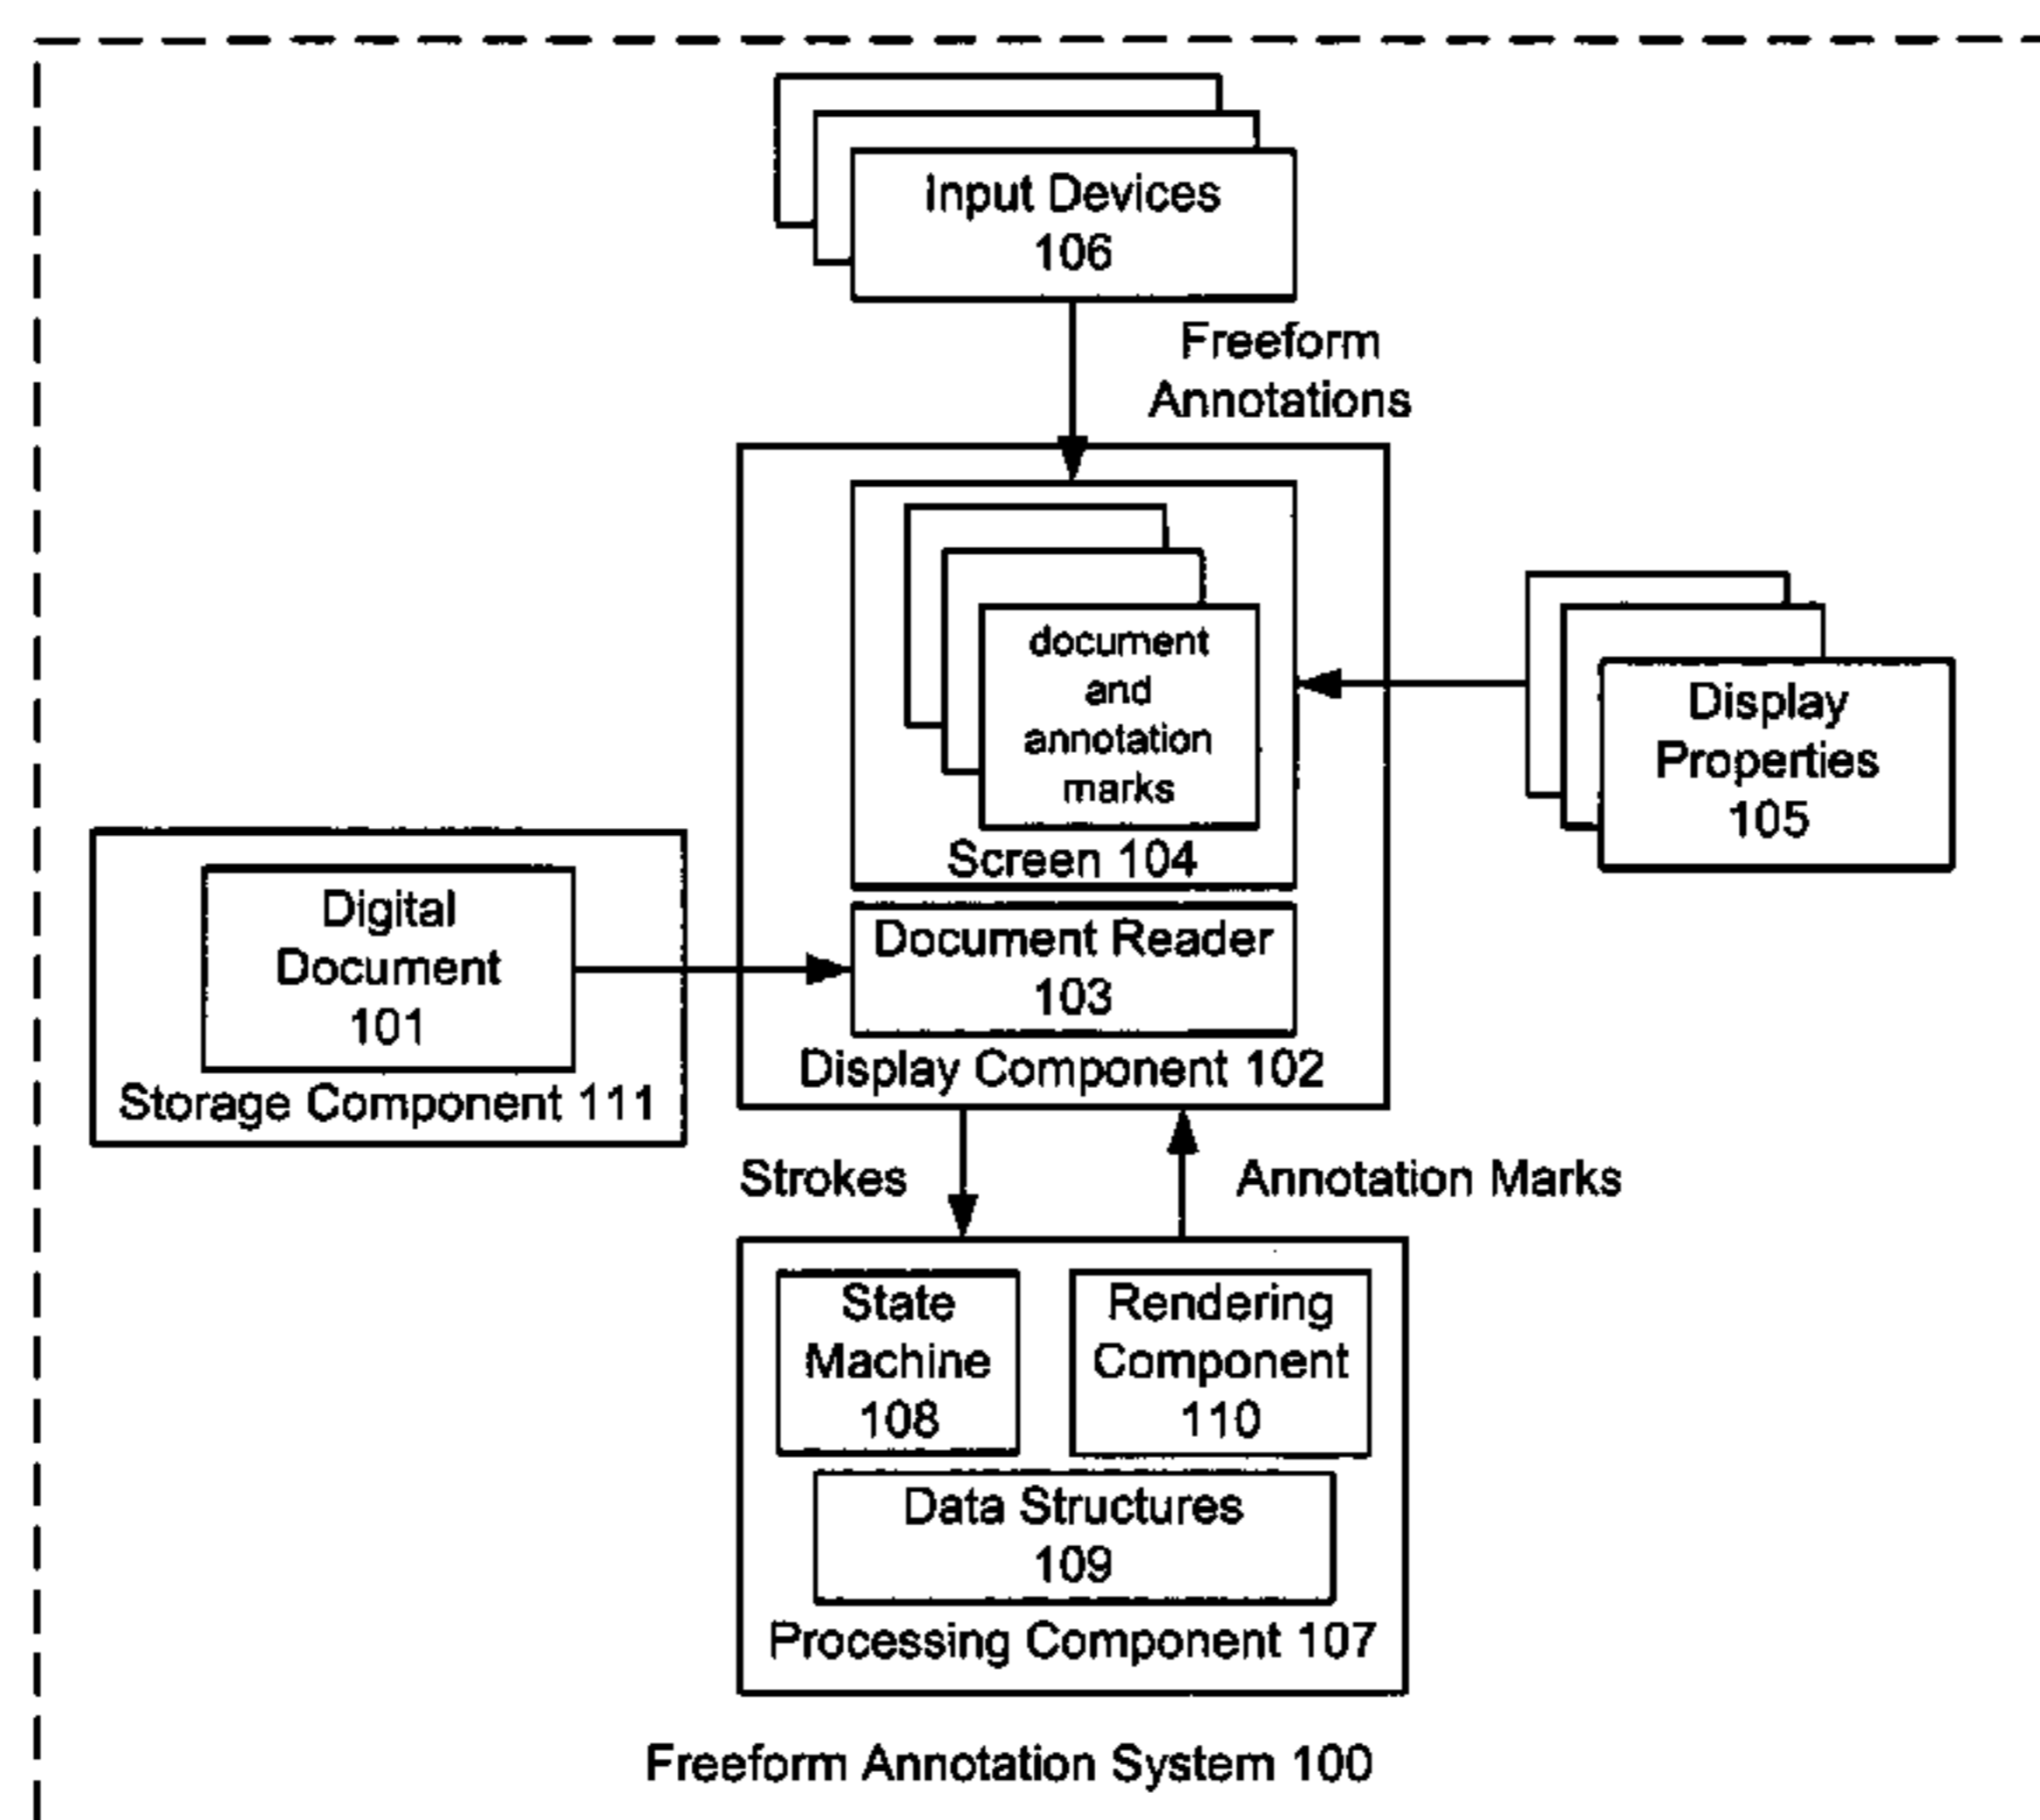 Input Devices
106
Freeform
Annotations
document
and
annotation
marks
Screen 104
Display
Properties
105
Digital
Document
101
Storage Component 111
Document Reader
103
Display Component 102
Strokes
Annotation Marks
State
Machine
108
Rendering
Component
110
Data Structures
109
Processing Component 107
Freeform Annotation System 100